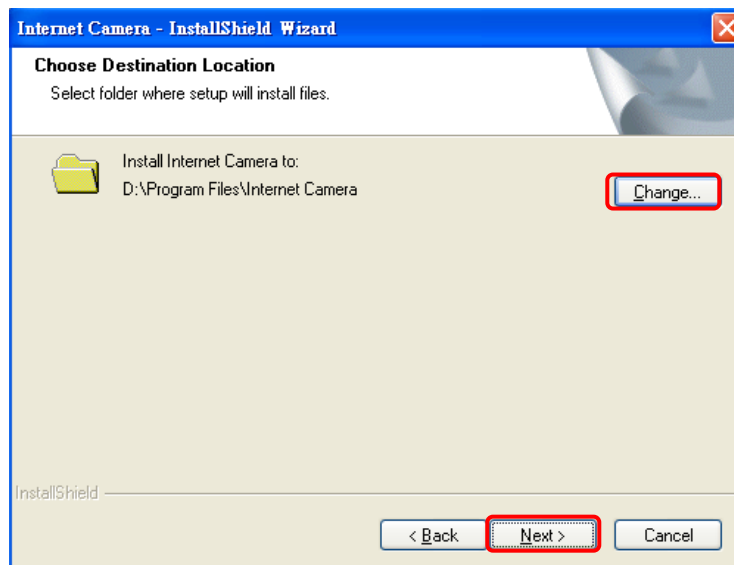 Internet Camera - InstallShield Wizard
Choose Destination Location
Select folder where setup will install files.
Install Internet Camera to:
D:\Program Files\Internet Camera
Change...
InstallShield
< Back
Next >
Cancel